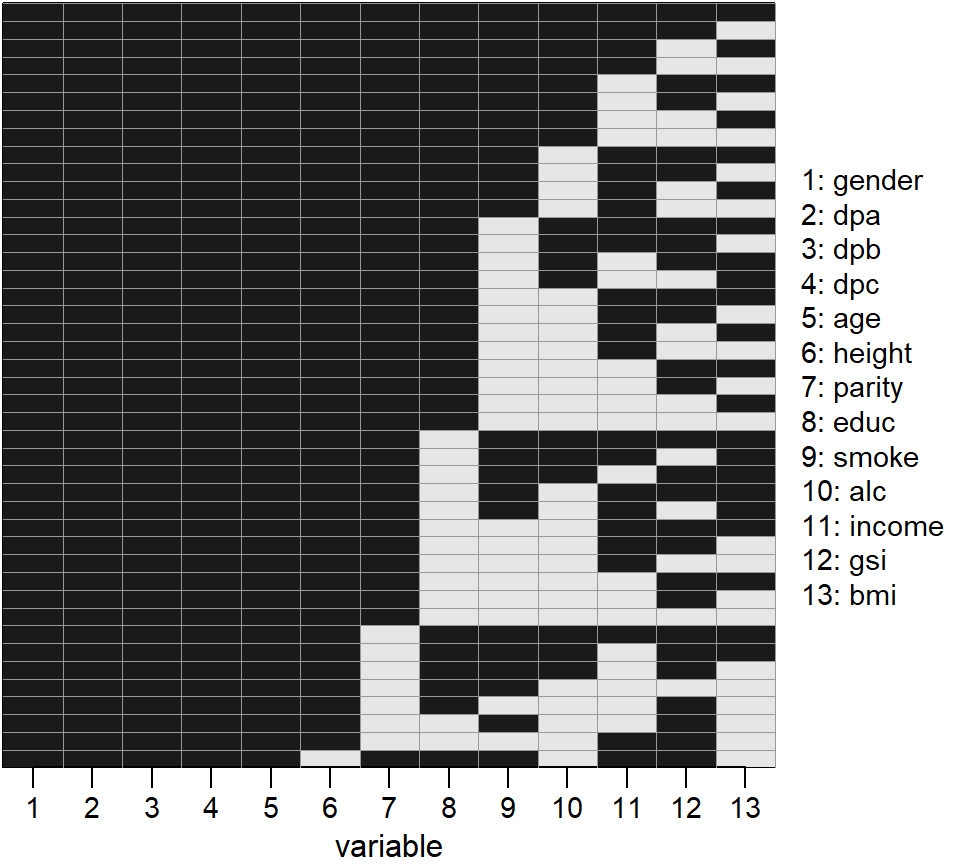 1: gender
2: dpa
3: dpb
4: dpc
5: age
6: height
7: parity
8: educ
9: smoke
10: alc
11: income
12: gsi
13: bmi
1 2 3 4 5 6 7 8 9 10 11 12 13
variable